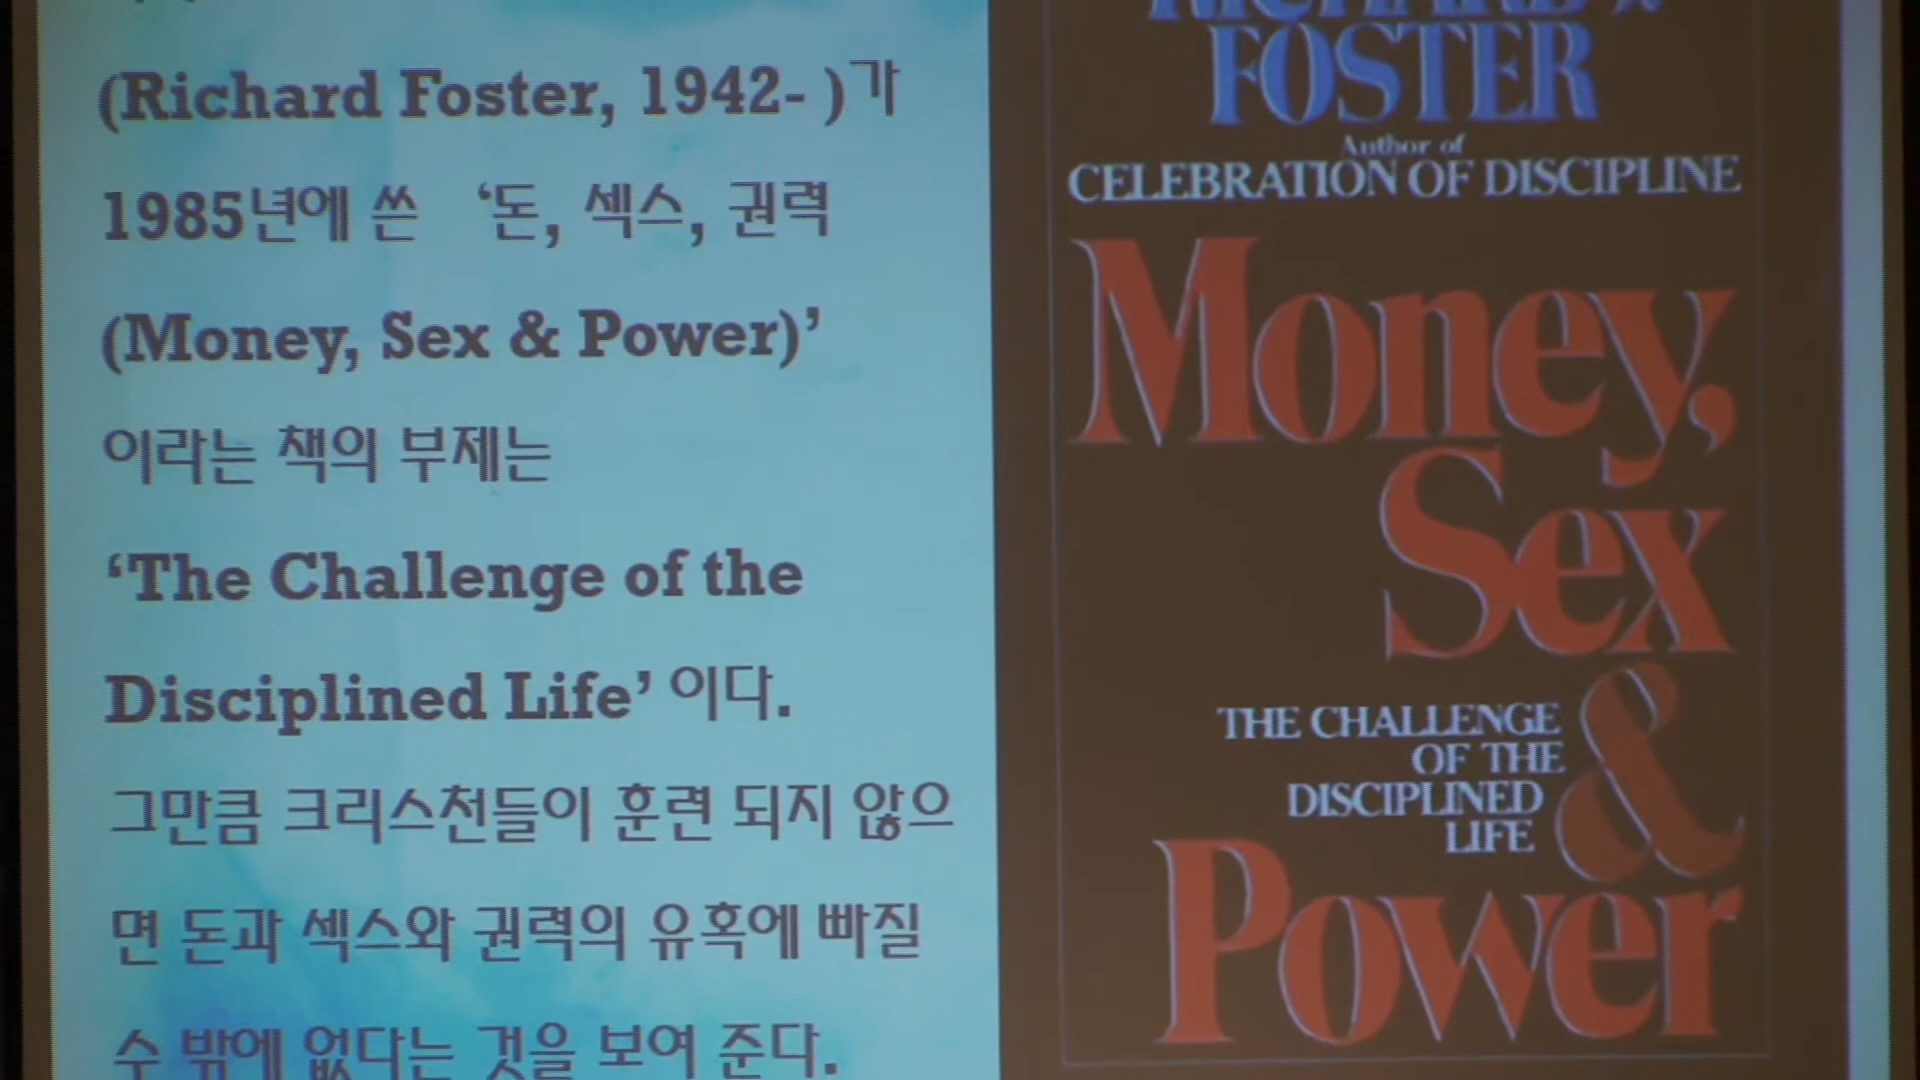 (Richard Foster, 1942- )가
1985년에 쓴 ‘돈, 섹스, 권력
(Money, Sex & Power)’
이라는 책의 부제는
‘The Challenge of the
Disciplined Life’ 이다.
그만큼 크리스천들이 훈련 되지 않으
면 돈과 섹스와 권력의 유혹에 빠질
수 밖에 없다는 것을 보여 준다.
FOSTER
Author of
CELEBRATION OF DISCIPLINE
Money,
Sex
&
THE CHALLENGE
OF THE
DISCIPLINED
LIFE
Power